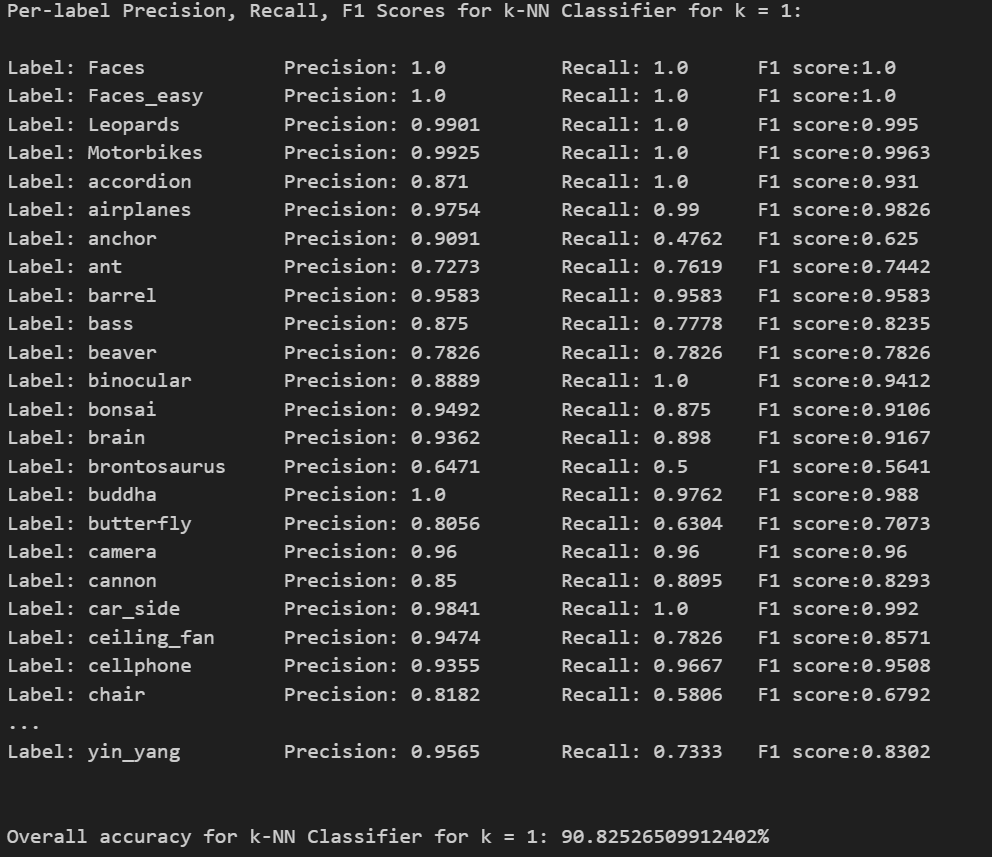 Per-label Precision, Recall, F1 Scores for k-NN Classifier for k = 1:
Label: Faces Precision: 1.0 Recall: 1.0 F1 score:1.0
Label: Faces_easy Precision: 1.0 Recall: 1.0 F1 score:1.0
Label: Leopards Precision: 0.9901 Recall: 1.0 F1 score:0.995
Label: Motorbikes Precision: 0.9925 Recall: 1.0 F1 score:0.9963
Label: accordion Precision: 0.871 Recall: 1.0 F1 score:0.931
Label: airplanes Precision: 0.9754 Recall: 0.99 F1 score:0.9826
Label: anchor Precision: 0.9091 Recall: 0.4762 F1 score:0.625
Label: ant Precision: 0.7273 Recall: 0.7619 F1 score:0.7442
Label: barrel Precision: 0.9583 Recall: 0.9583 F1 score:0.9583
Label: bass Precision: 0.875 Recall: 0.7778 F1 score:0.8235
Label: beaver Precision: 0.7826 Recall: 0.7826 F1 score:0.7826
Label: binocular Precision: 0.8889 Recall: 1.0 F1 score:0.9412
Label: bonsai Precision: 0.9492 Recall: 0.875 F1 score:0.9106
Label: brain Precision: 0.9362 Recall: 0.898 F1 score:0.9167
Label: brontosaurus Precision: 0.6471 Recall: 0.5 F1 score:0.5641
Label: buddha Precision: 1.0 Recall: 0.9762 F1 score:0.988
Label: butterfly Precision: 0.8056 Recall: 0.6304 F1 score:0.7073
Label: camera Precision: 0.96 Recall: 0.96 F1 score:0.96
Label: cannon Precision: 0.85 Recall: 0.8095 F1 score:0.8293
Label: car_side Precision: 0.9841 Recall: 1.0 F1 score:0.992
Label: ceiling_fan Precision: 0.9474 Recall: 0.7826 F1 score:0.8571
Label: cellphone Precision: 0.9355 Recall: 0.9667 F1 score:0.9508
Label: chair Precision: 0.8182 Recall: 0.5806 F1 score:0.6792
...
Label: yin_yang Precision: 0.9565 Recall: 0.7333 F1 score:0.8302
Overall accuracy for k-NN Classifier for k = 1: 90.82526509912402%